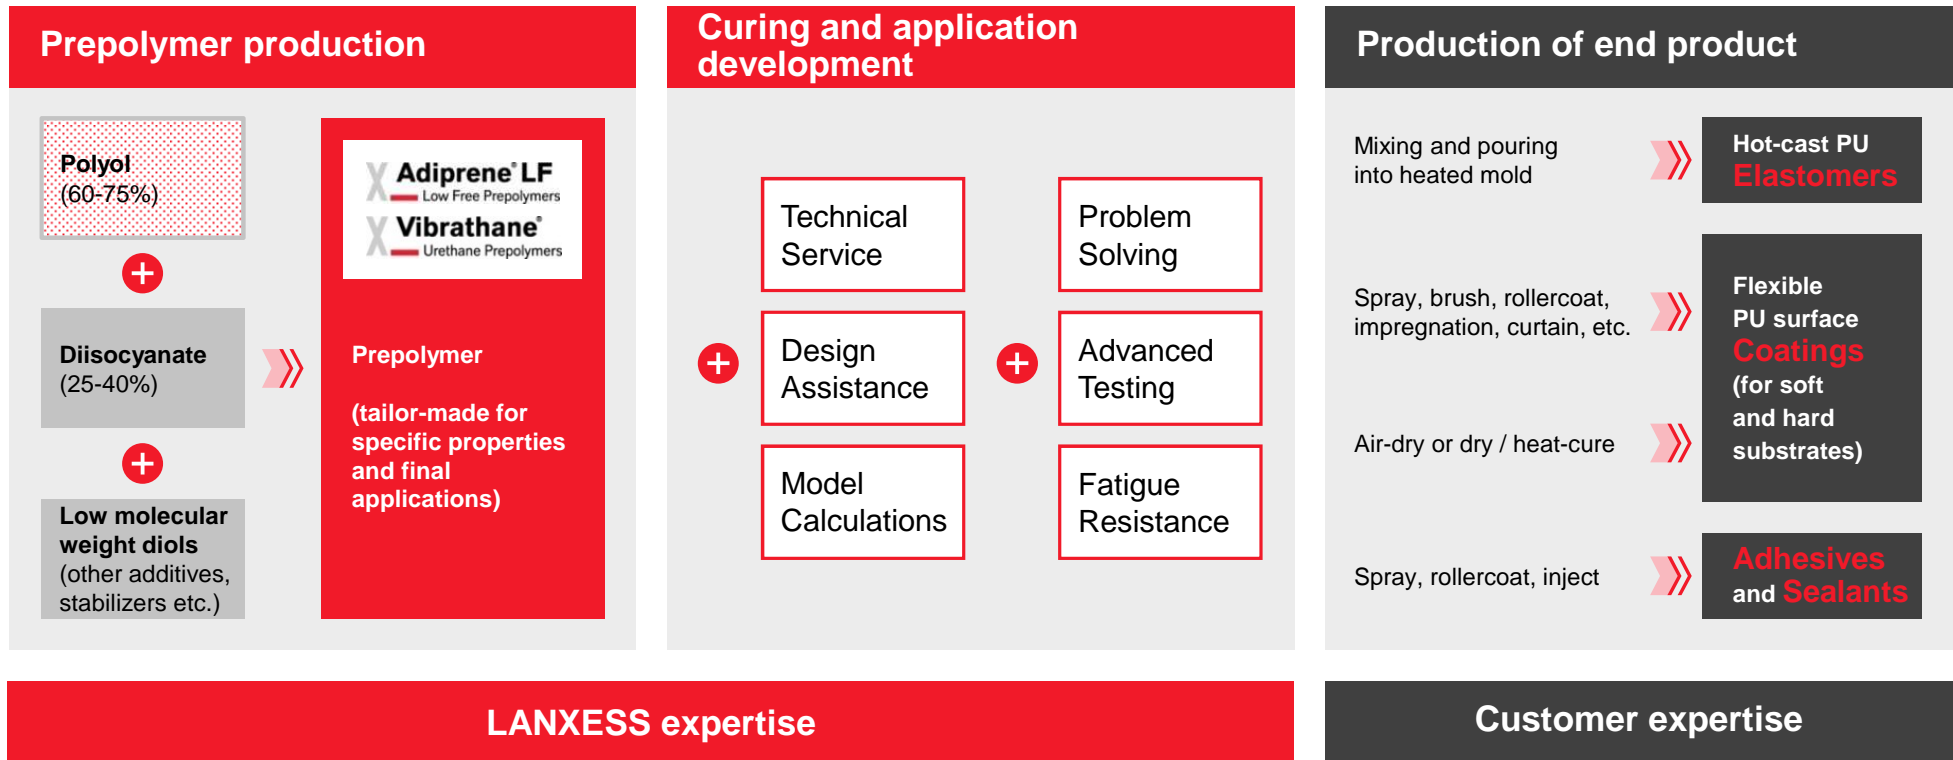 Prepolymer production
Polyol
(60-75%)
Diisocyanate
(25-40%)
Low molecular
weight diols
(other additives,
stabilizers etc.)
Adiprene® LF
Low Free Prepolymers
Vibrathane®
Urethane Prepolymers
Prepolymer
(tailor-made for
specific properties
and final
applications)
Curing and application
development
Technical
Service
Problem
Solving
Design
Assistance
Advanced
Testing
Model
Calculations
Fatigue
Resistance
Production of end product
Mixing and pouring
into heated mold
Hot-cast PU
Elastomers
Spray, brush, rollercoat,
impregnation, curtain, etc.
Air-dry or dry / heat-cure
Flexible
PU surface
Coatings
(for soft
and hard
substrates)
Spray, rollercoat, inject
Adhesives
and Sealants
LANXESS expertise
Customer expertise